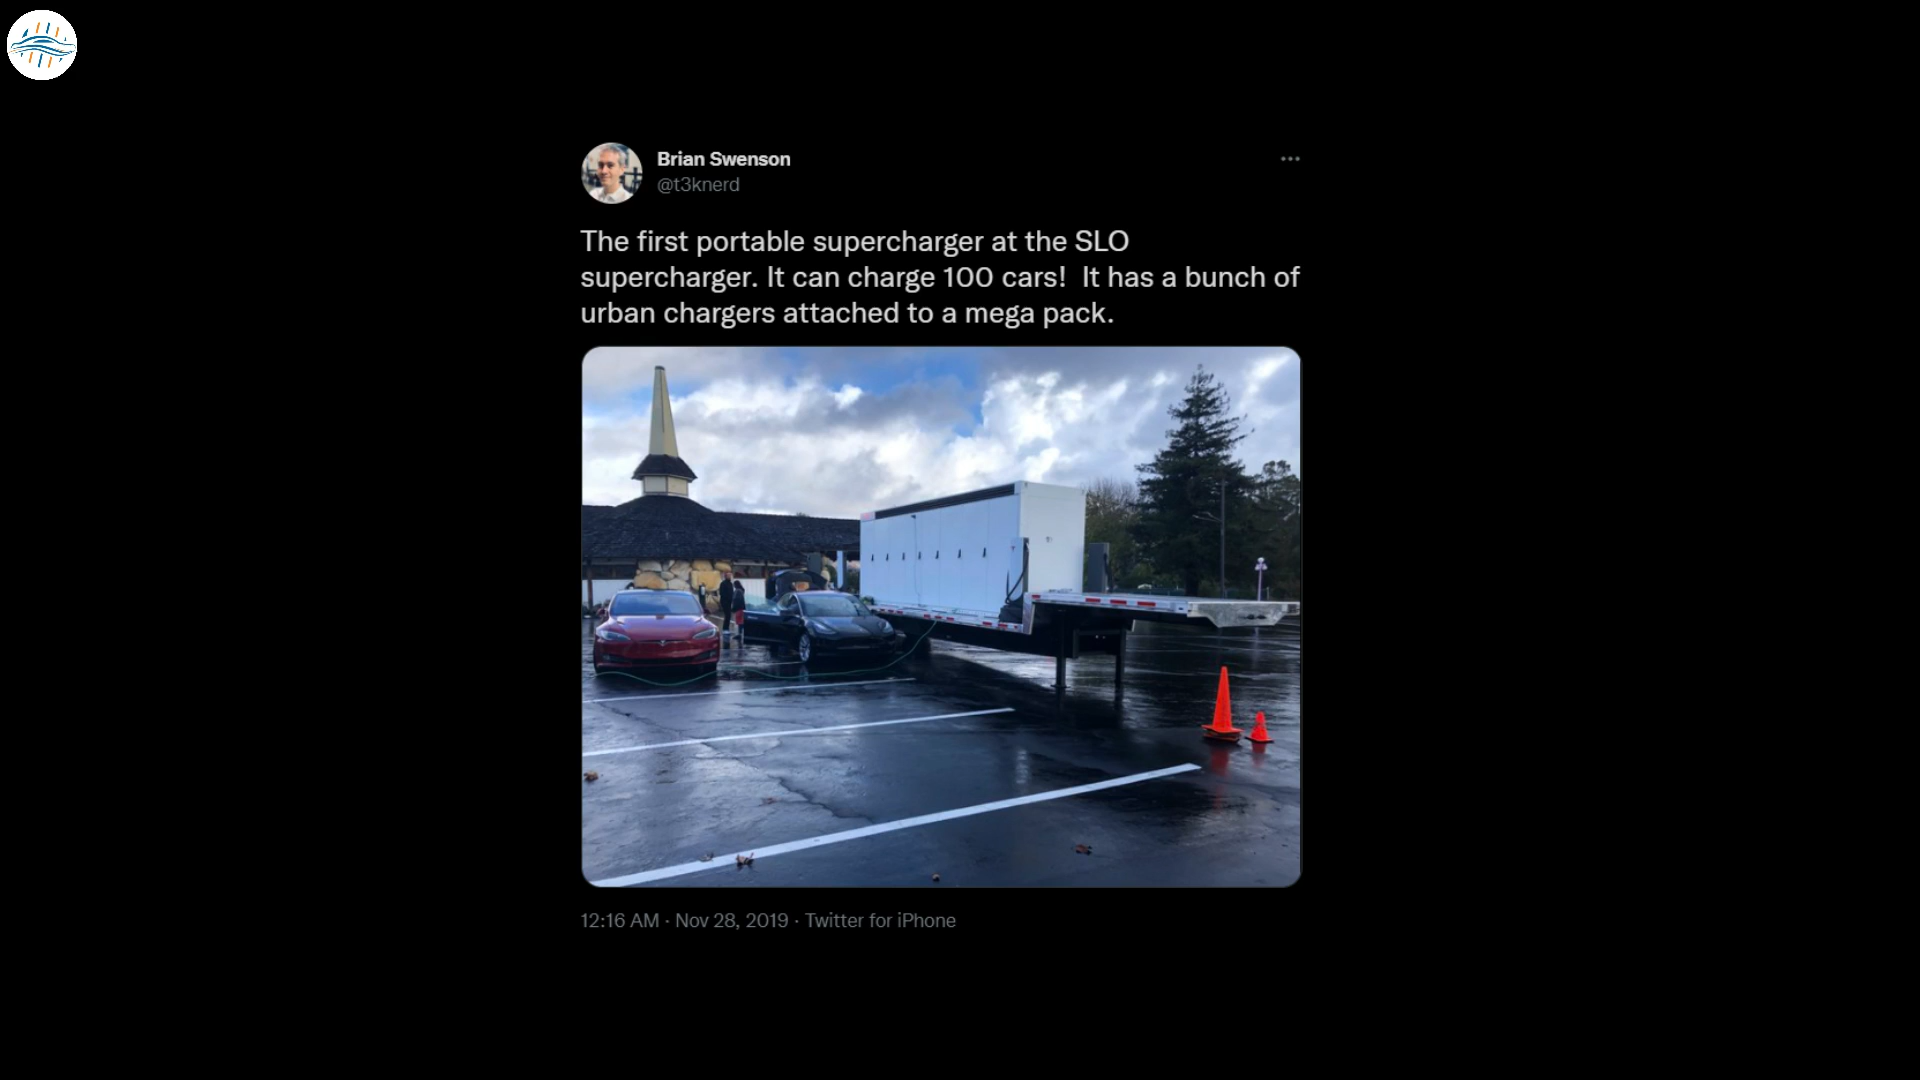 Brian Swenson
@t3knerd
The first portable supercharger at the SLO
supercharger. It can charge 100 cars!  It has a bunch of
urban chargers attached to a mega pack.
12:16 AM · Nov 28, 2019 · Twitter for iPhone